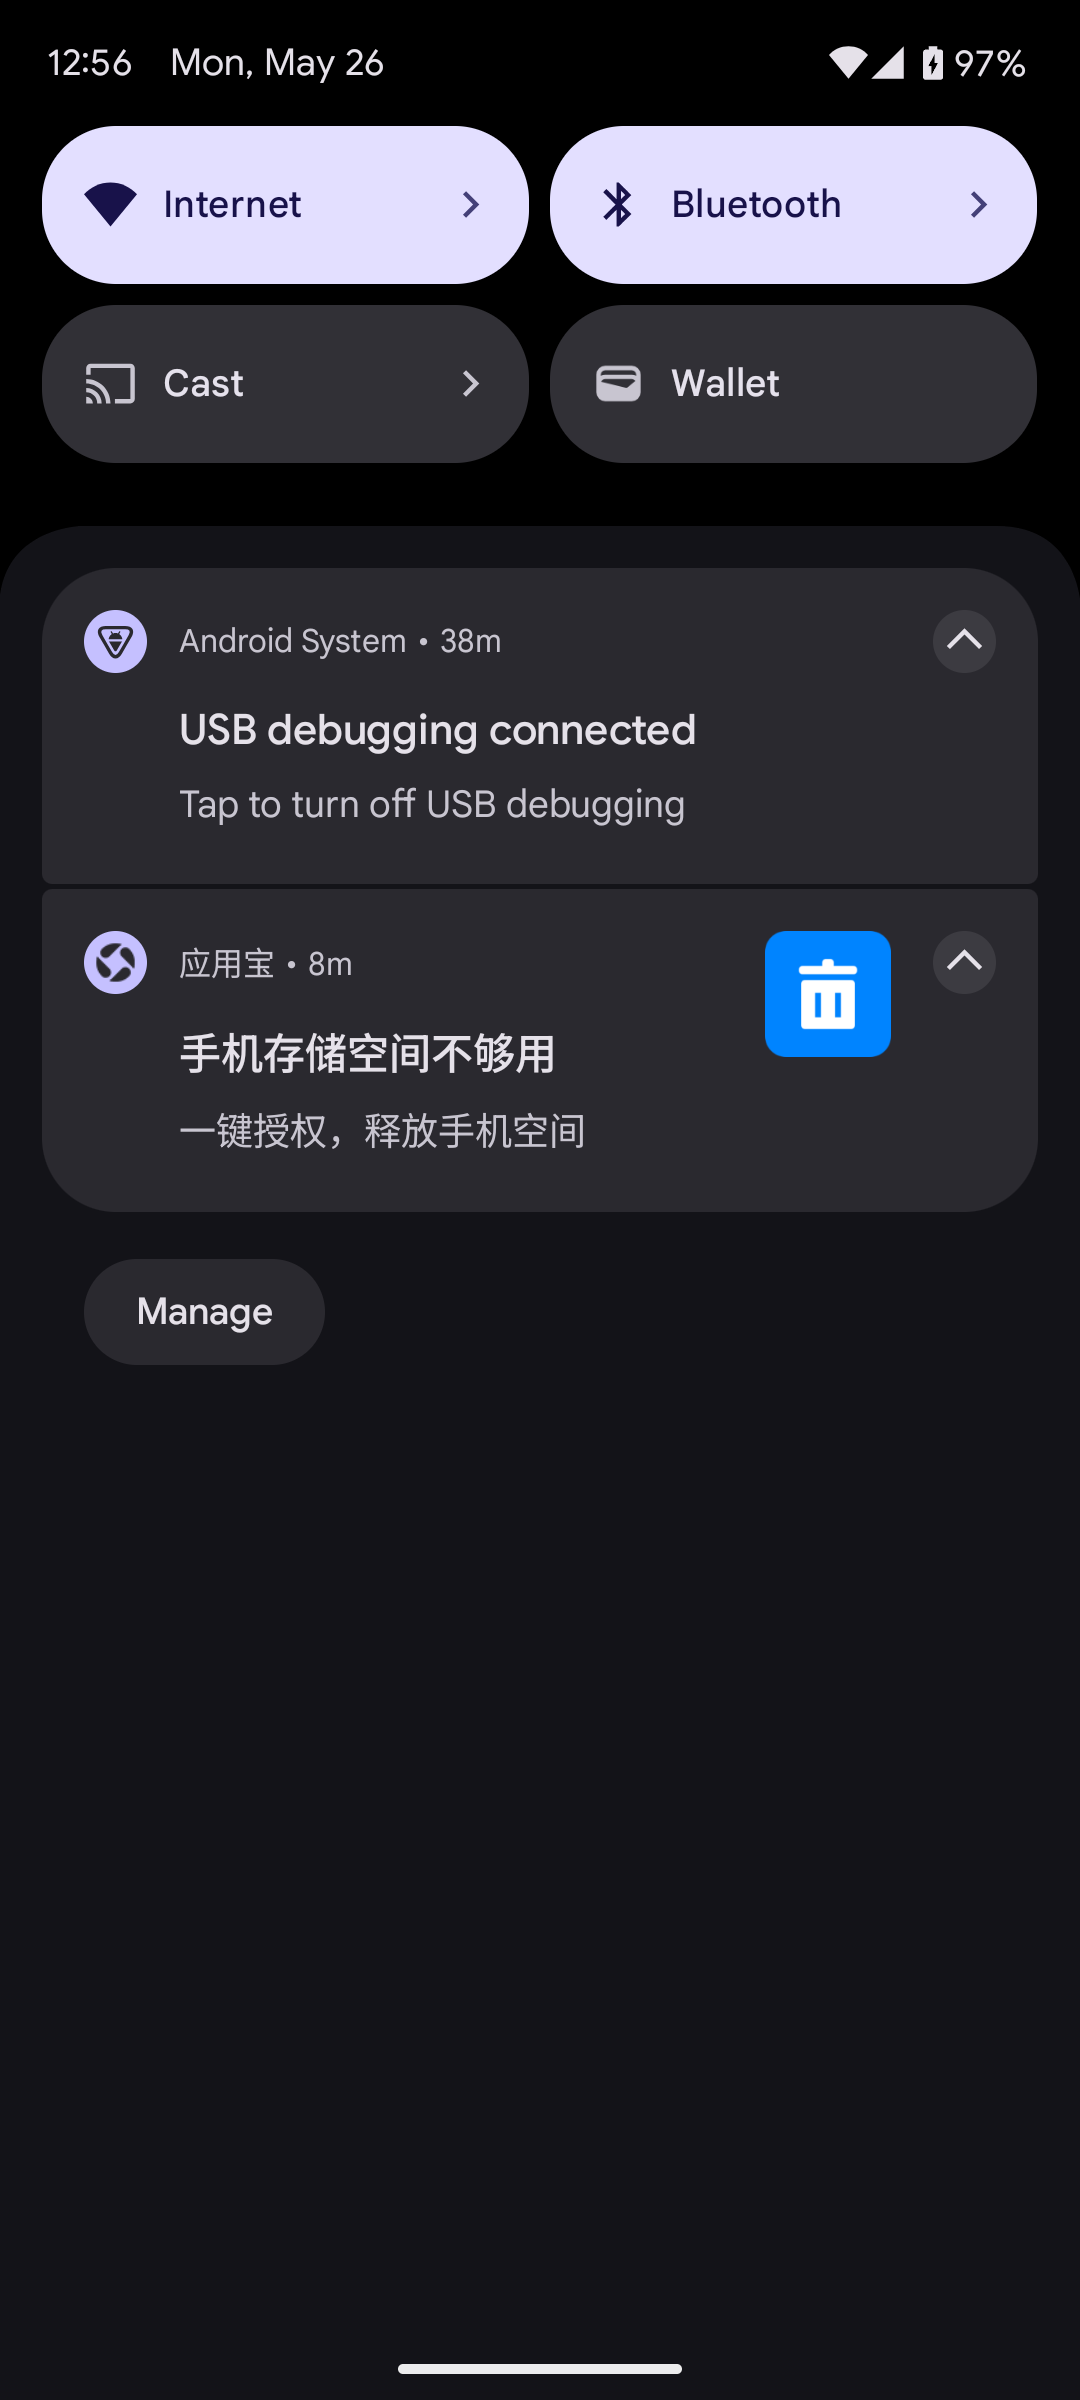 12:56 Mon, May 26 97%
Internet Bluetooth
Cast Wallet
Android System • 38m
USB debugging connected
Tap to turn off USB debugging
应用宝 • 8m
手机存储空间不够用
一键授权，释放手机空间
Manage